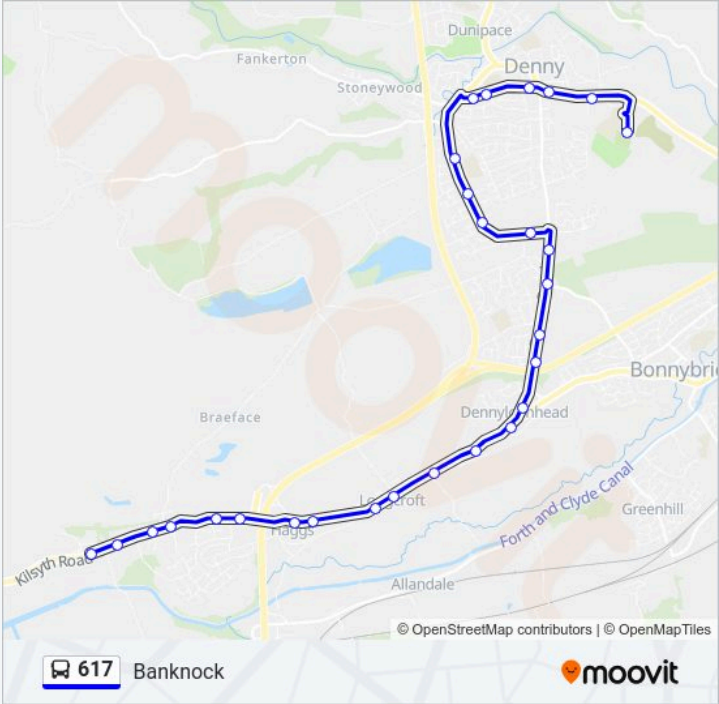 Dunipace
Fankerton
Denny
Stoneywood
Bonnybri
Braeface
Dennyloanhead
Longcroft
Forth and Clyde Canal
Greenhill
Haggs
Kilsyth Road
Allandale
© OpenStreetMap contributors | © OpenMapTiles
617 Banknock
moovit